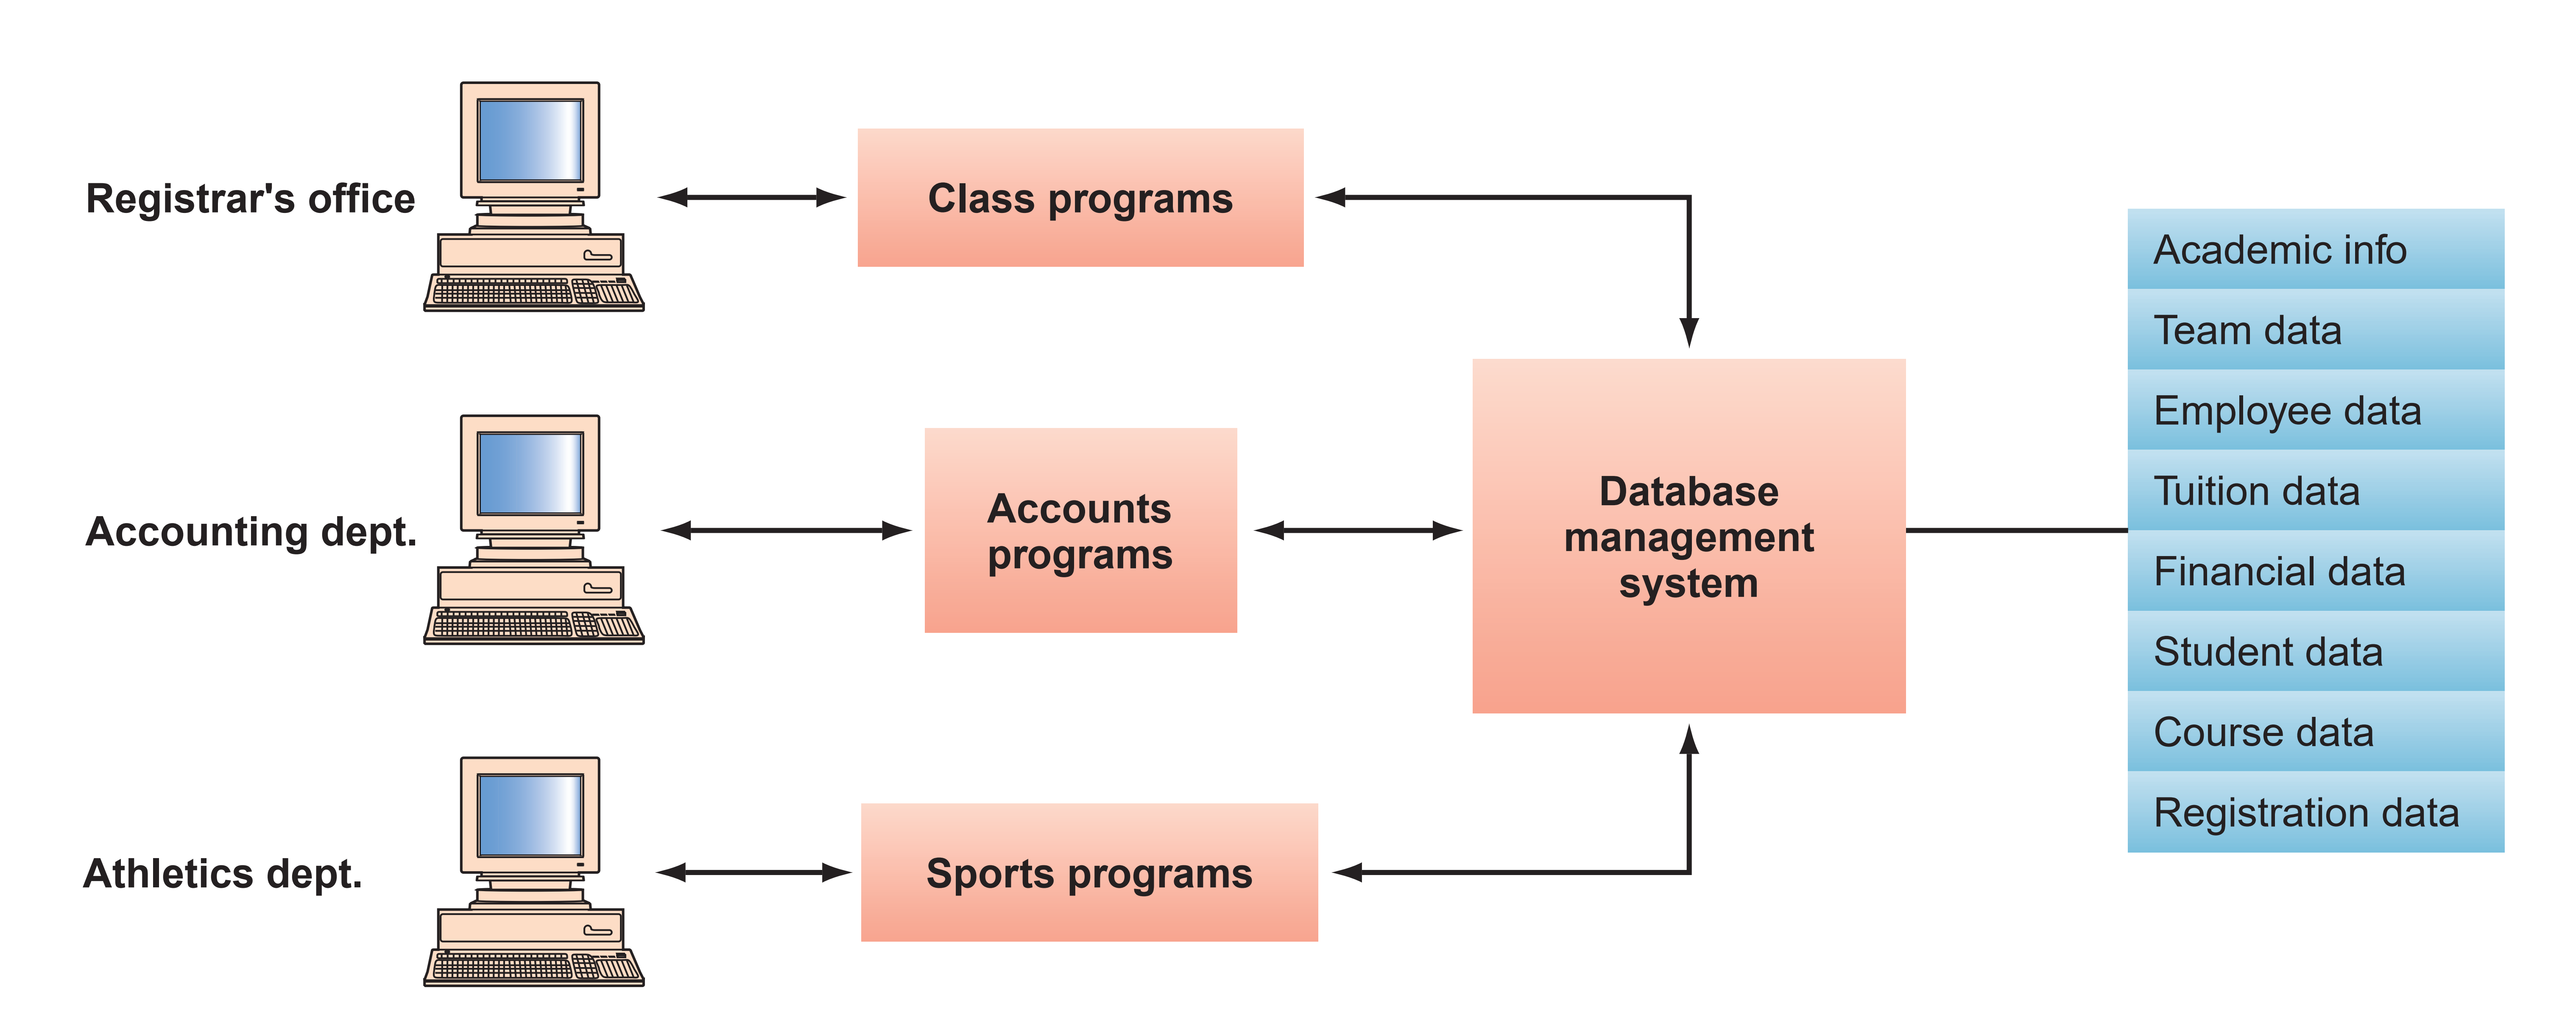 Registrar's office
Class programs
Accounting dept.
Accounts
programs
Athletics dept.
Sports programs
Database
management
system
Academic info
Team data
Employee data
Tuition data
Financial data
Student data
Course data
Registration data